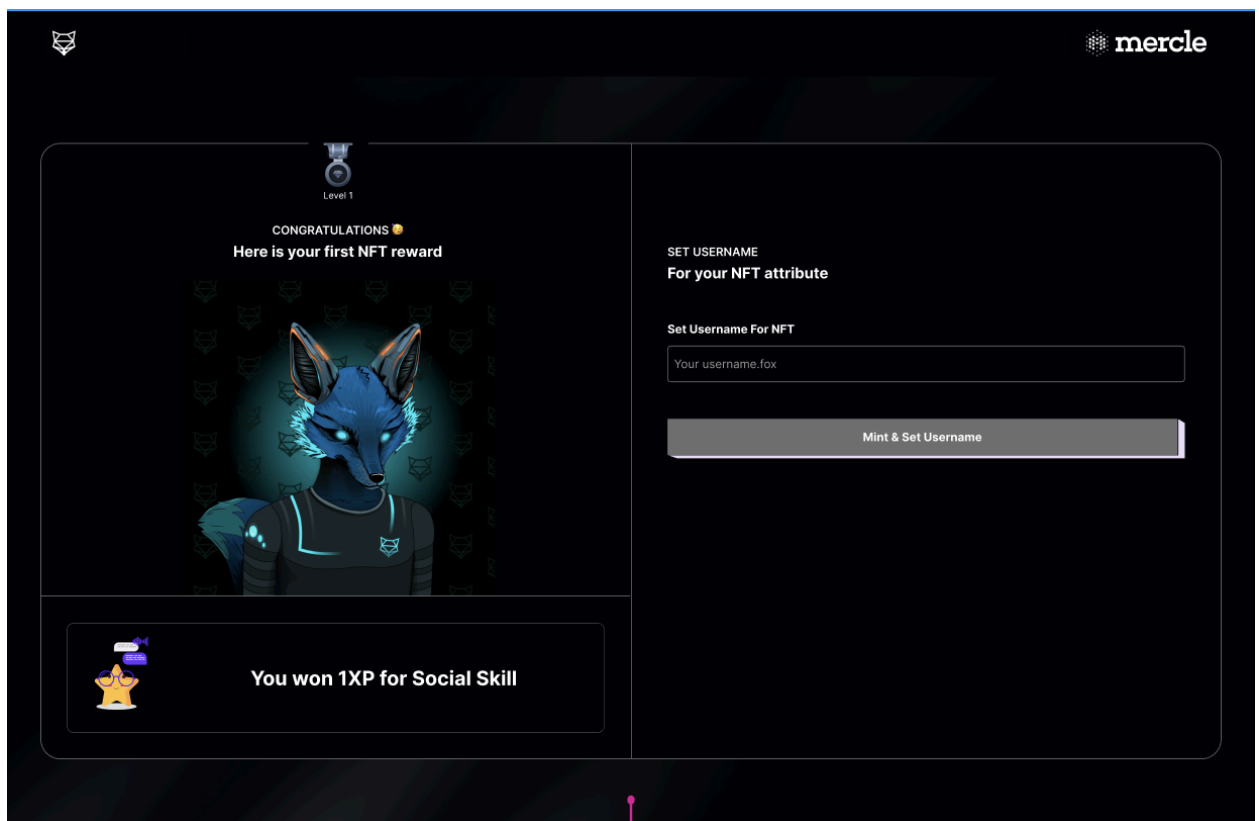 mercle
Level 1
CONGRATULATIONS 🥳
Here is your first NFT reward
You won 1XP for Social Skill
SET USERNAME
For your NFT attribute
Set Username For NFT
Your username.fox
Mint & Set Username